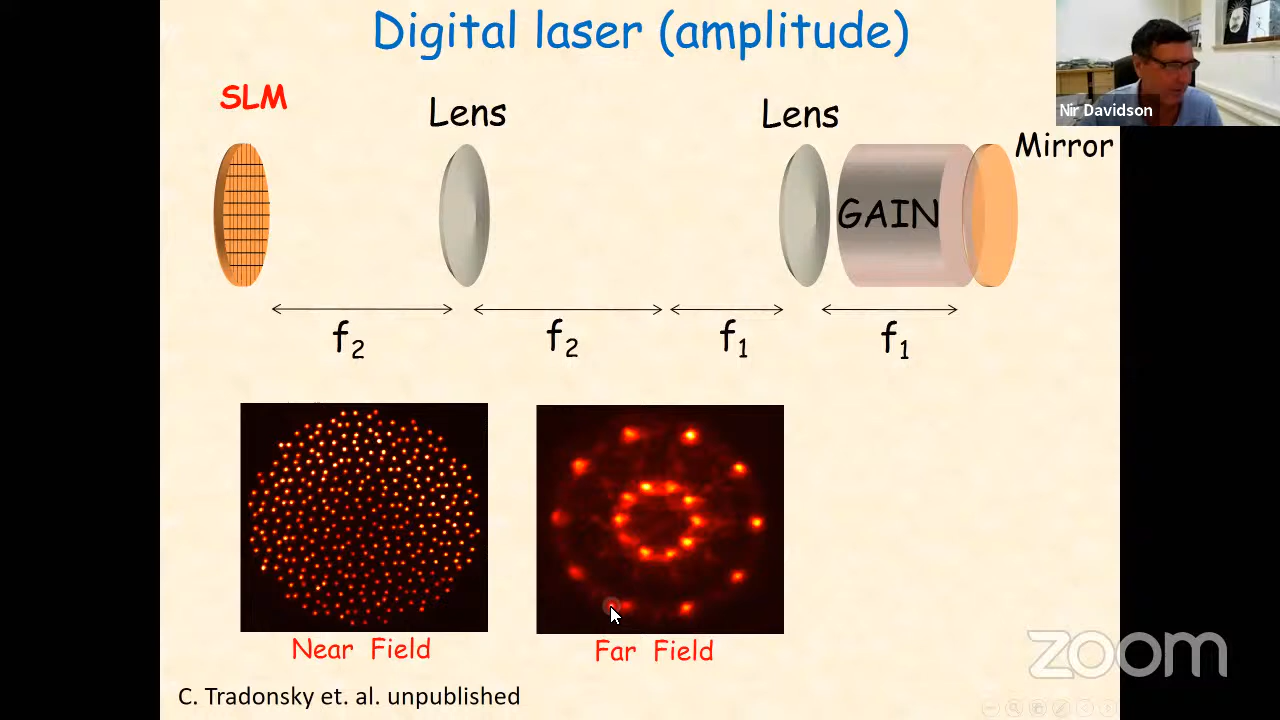 Digital laser (amplitude)
Nir Davidson
SLM
Lens
Lens
Mirror
GAIN
f2
f2
f1
f1
Near Field
Far Field
zoom
C. Tradonsky et. al. unpublished